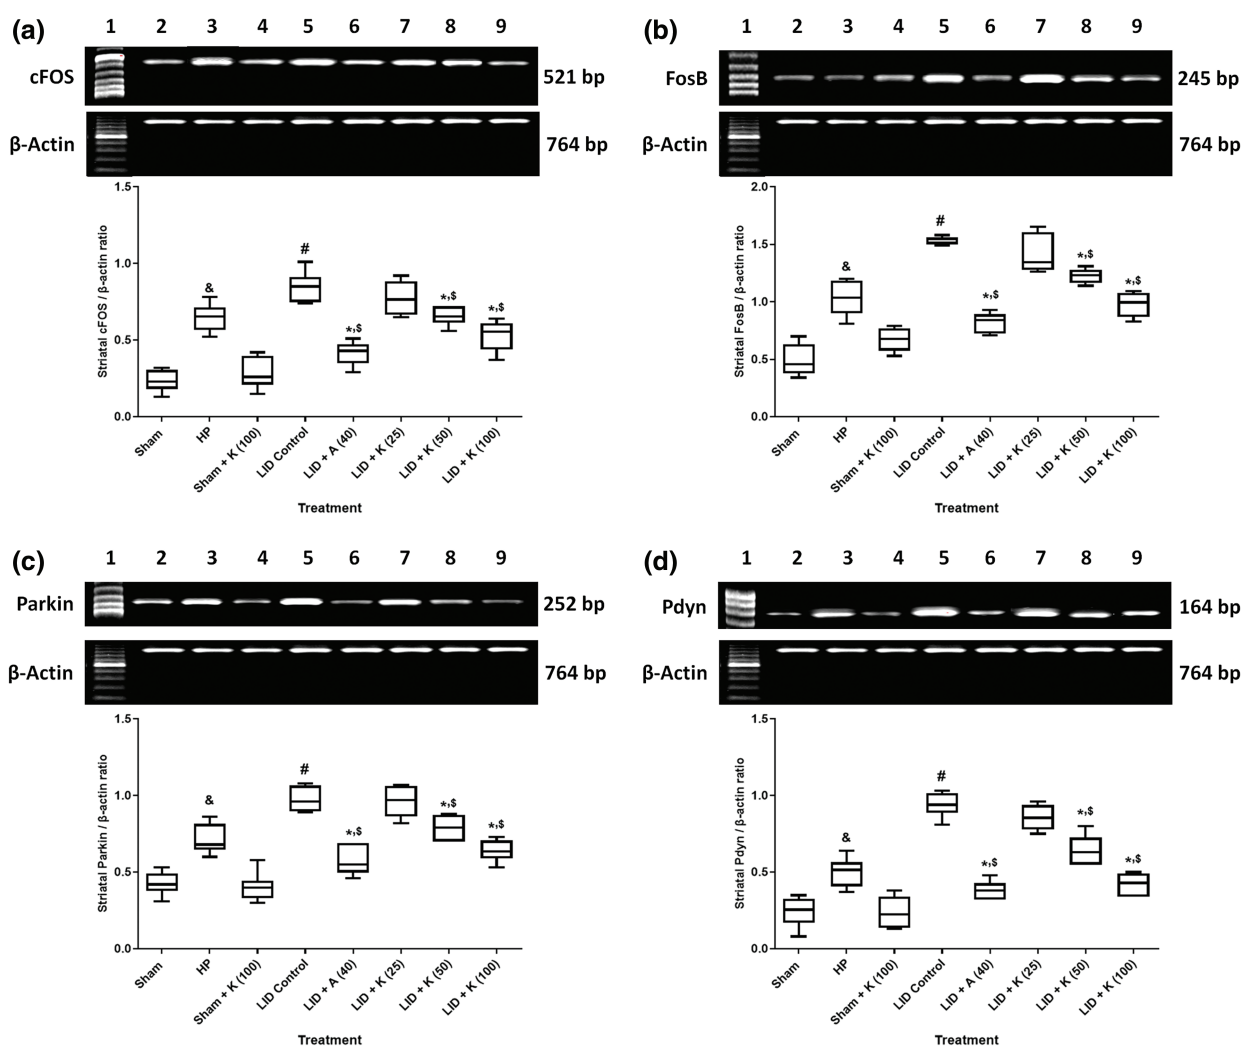 (a) 1 2 3 4 5 6 7 8 9
cFOS 521 bp
β-Actin 764 bp
Striatal cFOS / β-actin ratio
1.5
1.0
0.5
0.0
&
#
*,$
*,$
*,$
Sham
HP
Sham + K (100)
LID Control
LID + A (40)
LID + K (25)
LID + K (50)
LID + K (100)
Treatment
(b) 1 2 3 4 5 6 7 8 9
FosB 245 bp
β-Actin 764 bp
Striatal FosB / β-actin ratio
2.0
1.5
1.0
0.5
0.0
&
#
*,$
*,$
*,$
Sham
HP
Sham + K (100)
LID Control
LID + A (40)
LID + K (25)
LID + K (50)
LID + K (100)
Treatment
(c) 1 2 3 4 5 6 7 8 9
Parkin 252 bp
β-Actin 764 bp
Striatal Parkin / β-actin ratio
1.5
1.0
0.5
0.0
&
#
*,$
*,$
*,$
Sham
HP
Sham + K (100)
LID Control
LID + A (40)
LID + K (25)
LID + K (50)
LID + K (100)
Treatment
(d) 1 2 3 4 5 6 7 8 9
Pdyn 164 bp
β-Actin 764 bp
Striatal Pdyn / β-actin ratio
1.5
1.0
0.5
0.0
&
#
*,$
*,$
*,$
Sham
HP
Sham + K (100)
LID Control
LID + A (40)
LID + K (25)
LID + K (50)
LID + K (100)
Treatment